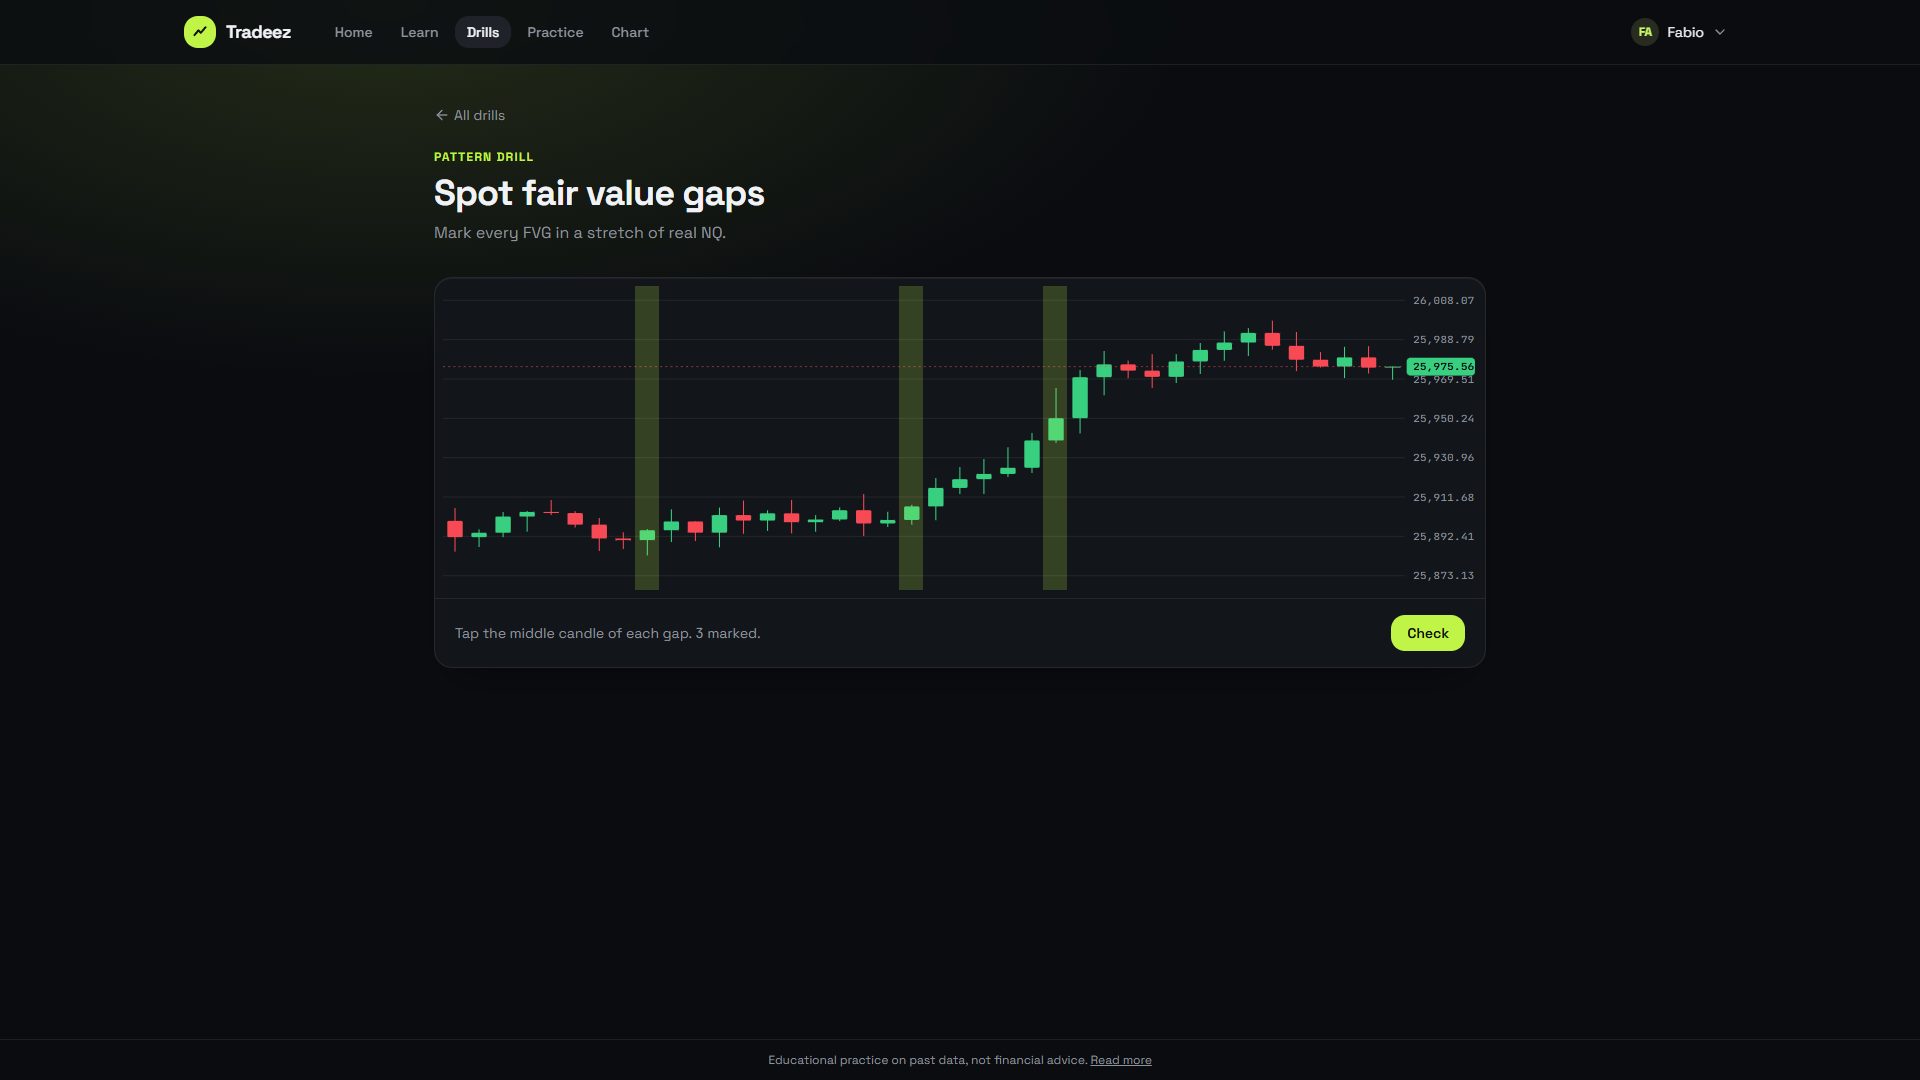 Tradeez
Home
Learn
Drills
Practice
Chart
FA
Fabio
← All drills
PATTERN DRILL
Spot fair value gaps
Mark every FVG in a stretch of real NQ.
26,008.07
25,988.79
25,975.56
25,969.51
25,950.24
25,930.96
25,911.68
25,892.41
25,873.13
Tap the middle candle of each gap. 3 marked.
Check
Educational practice on past data, not financial advice. Read more